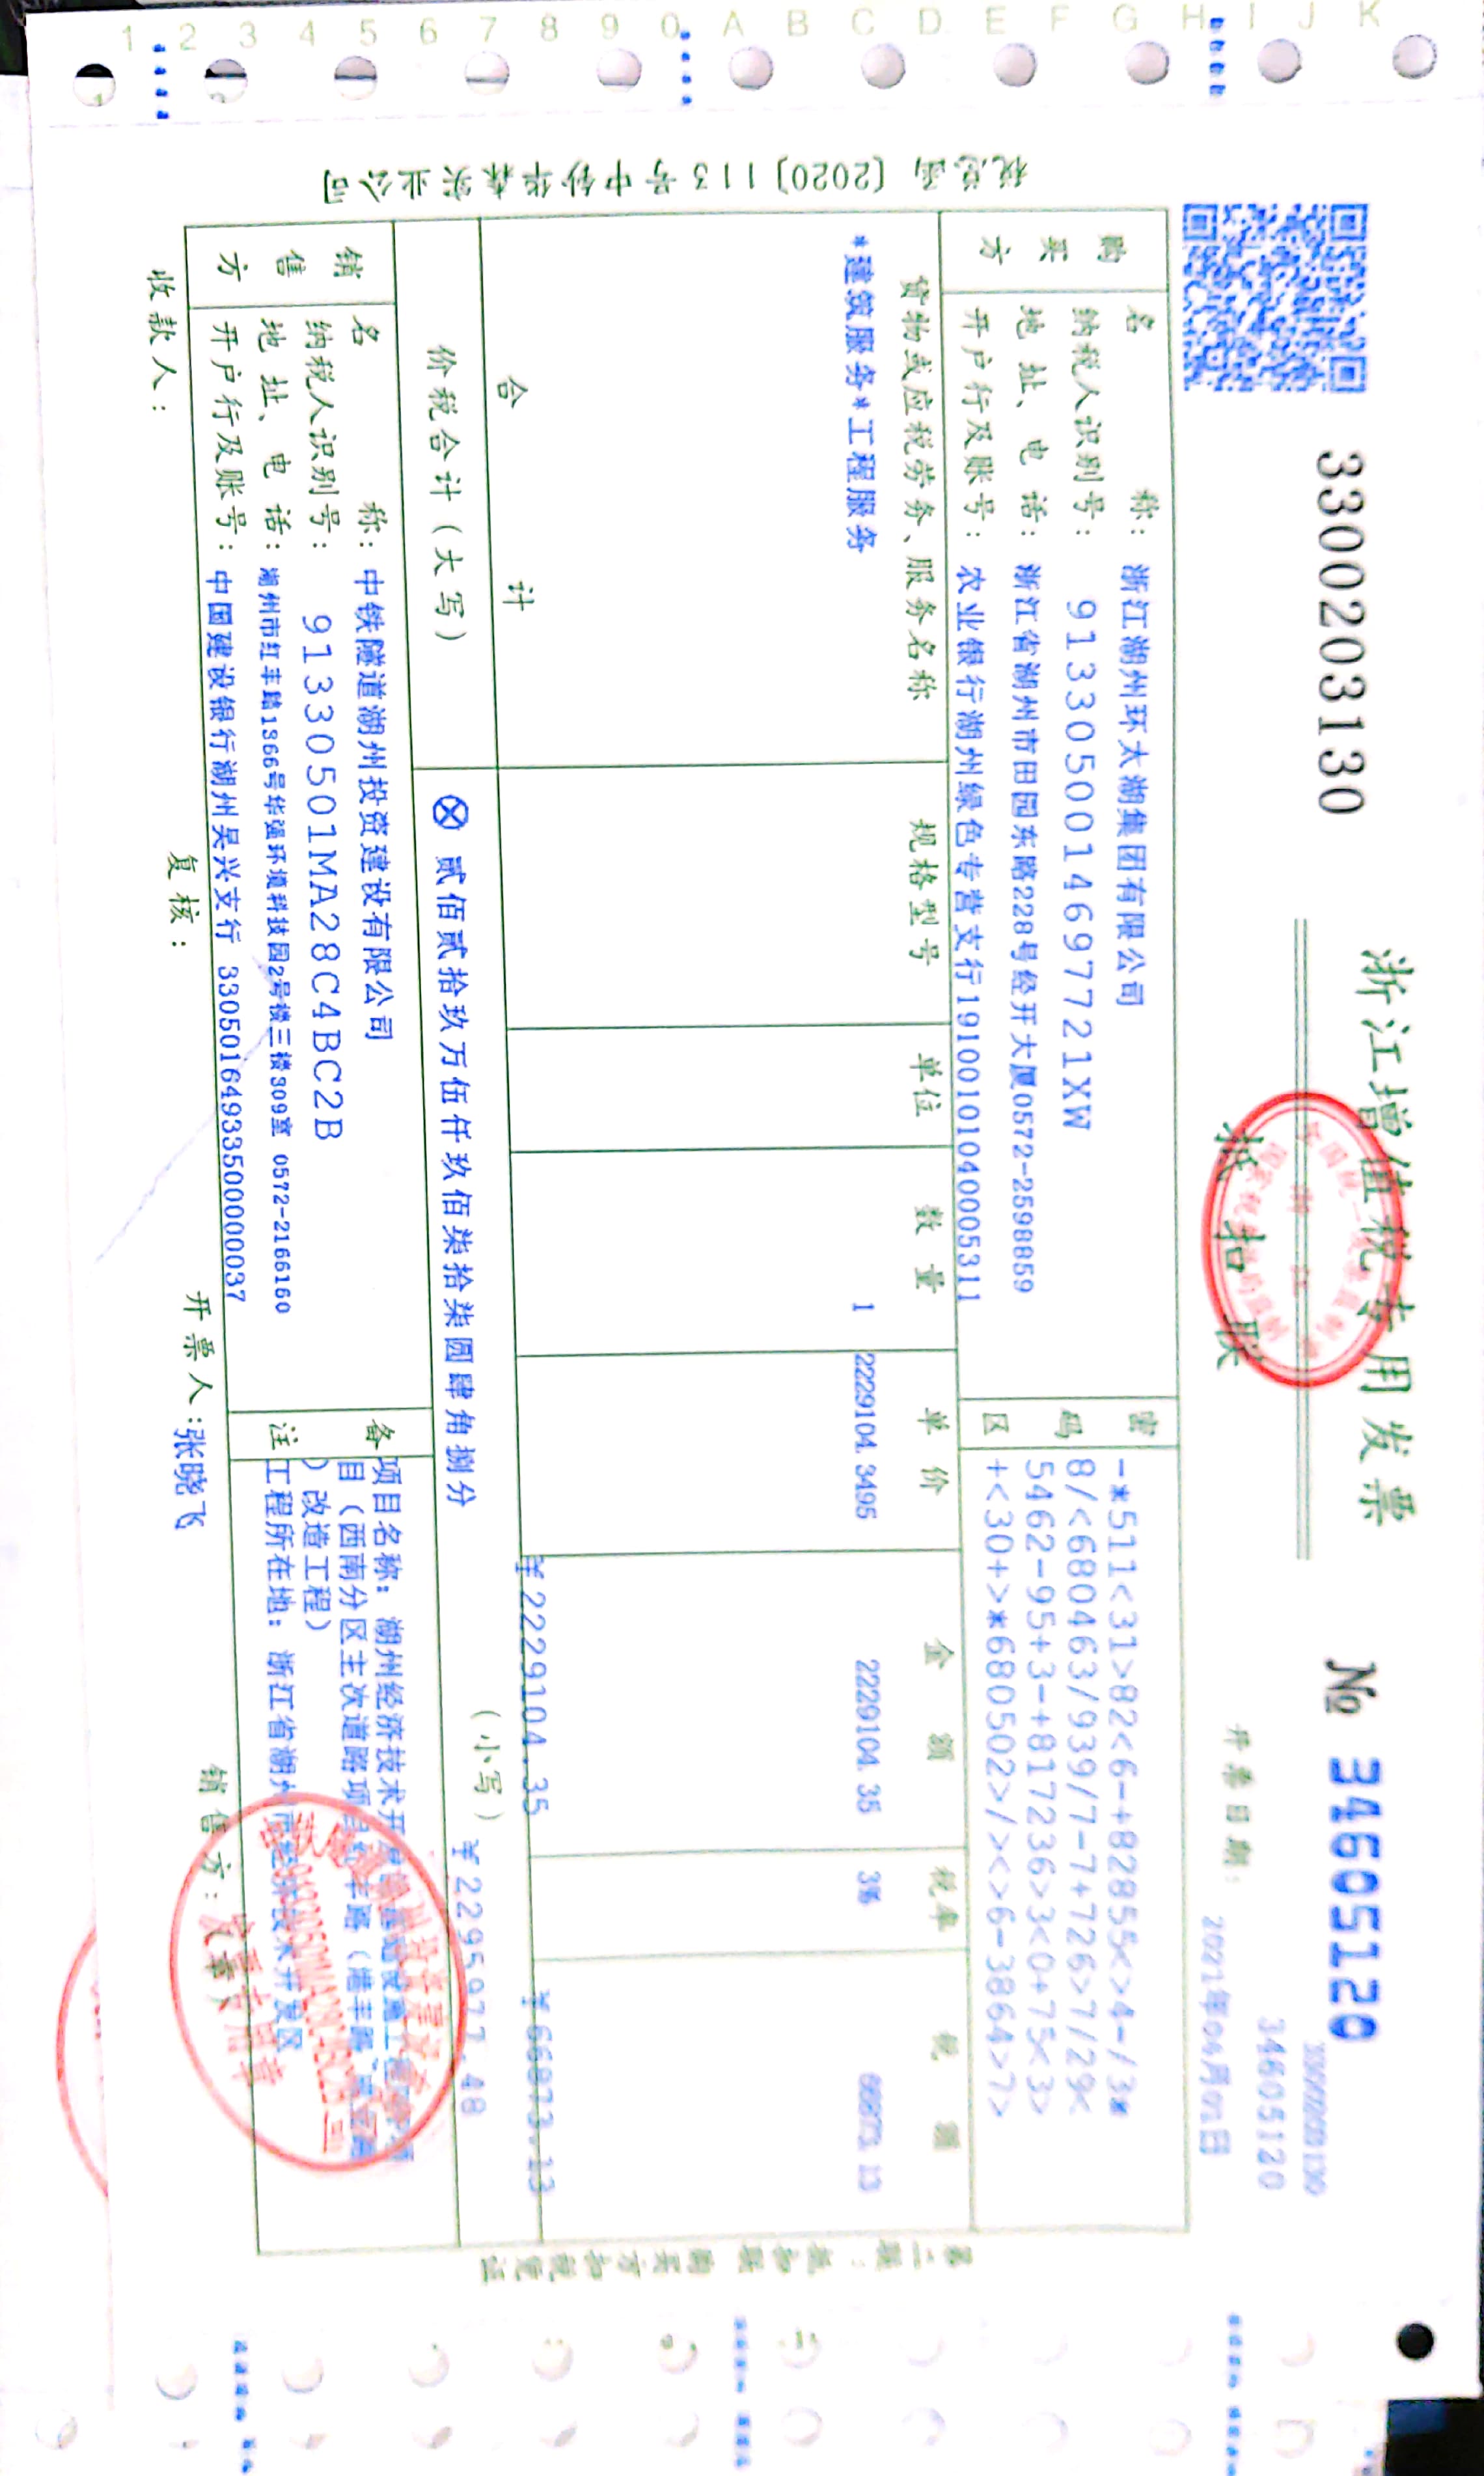 1 2 3 4 5 6 7 8 9 0 A B C D E F G H I J K
3300203130
浙江增值税专用发票
抵扣联
№ 34605120
3300203130
34605120
开票日期: 2021年04月01日
税总函〔2020〕113号中钞华森实业公司
购买方
名 称: 浙江湖州环太湖集团有限公司
纳税人识别号: 91330500146977 21XW
地 址、电 话: 浙江省湖州市田园东路228号经开大厦0572-2598859
开户行及账号: 农业银行湖州绿色专营支行19100101040005311
密码区
-*511<31>82<6-+82855<>4-/3*
8/<680463/939/7-7+726>7/29<
5462-95+3-+817236>3<0+75<3>
+<30+>*680502>/><>6-3864>7>
货物或应税劳务、服务名称 规格型号 单位 数量 单价 金额 税率 税额
*建筑服务*工程服务 1 2229104.3495 2229104.35 3% 66873.13
合 计 ¥2229104.35 ¥66873.13
价税合计(大写) ⊗贰佰贰拾玖万伍仟玖佰柒拾柒圆肆角捌分 (小写) ¥2295977.48
销售方
名 称: 中铁隧道湖州投资建设有限公司
纳税人识别号: 91330501MA28C4BC2B
地 址、电 话: 湖州市红丰路1366号华强环境科技园2号楼三楼309室 0572-2166160
开户行及账号: 中国建设银行湖州吴兴支行 33050164933500000037
备注
项目名称: 湖州经济技术开
目(西南分区主次道路项目
)改造工程)
工程所在地: 浙江省湖州市经济技术开发区
收款人:
复核:
开票人:张晓飞
销售方:(章)
第二联:抵扣联 购买方扣税凭证